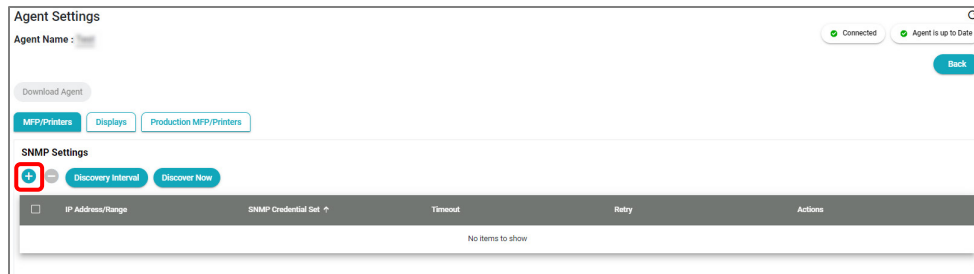 Agent Settings
Agent Name :
Connected
Agent is up to Date
Back
Download Agent
MFP/Printers
Displays
Production MFP/Printers
SNMP Settings
Discovery Interval
Discover Now
IP Address/Range
SNMP Credential Set ↑
Timeout
Retry
Actions
No items to show